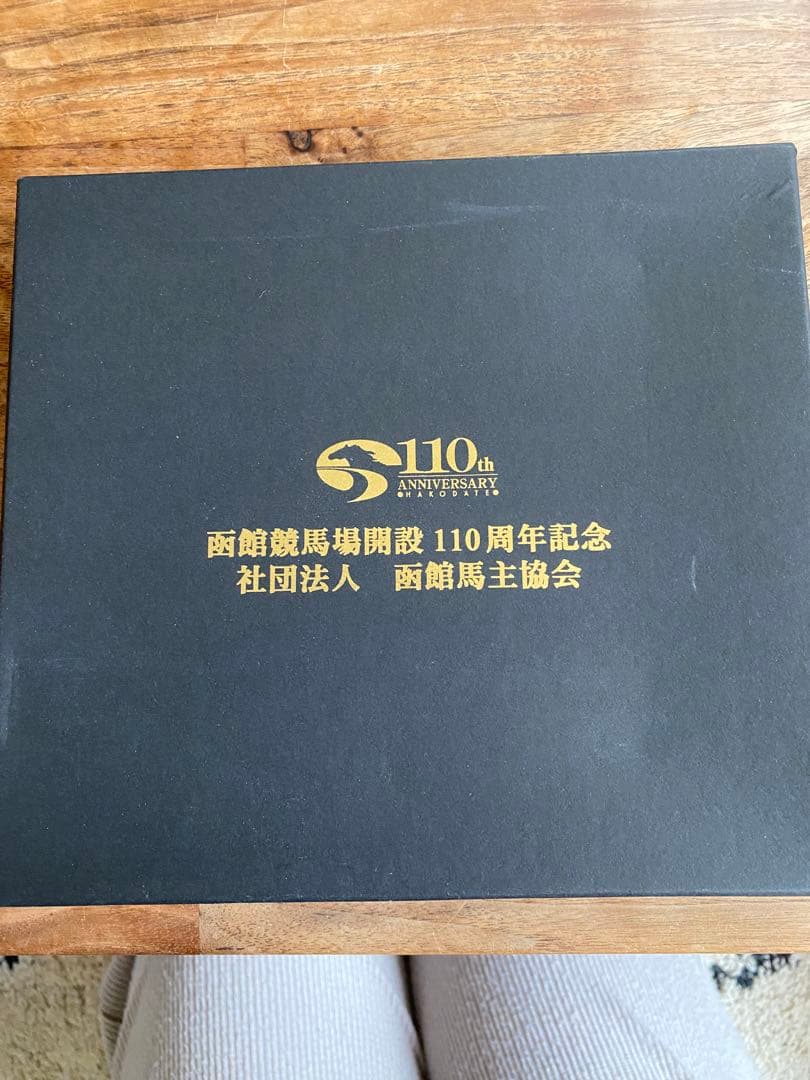 110th
ANNIVERSARY
●HAKODATE●
函館競馬場開設110周年記念
社団法人 函館馬主協会